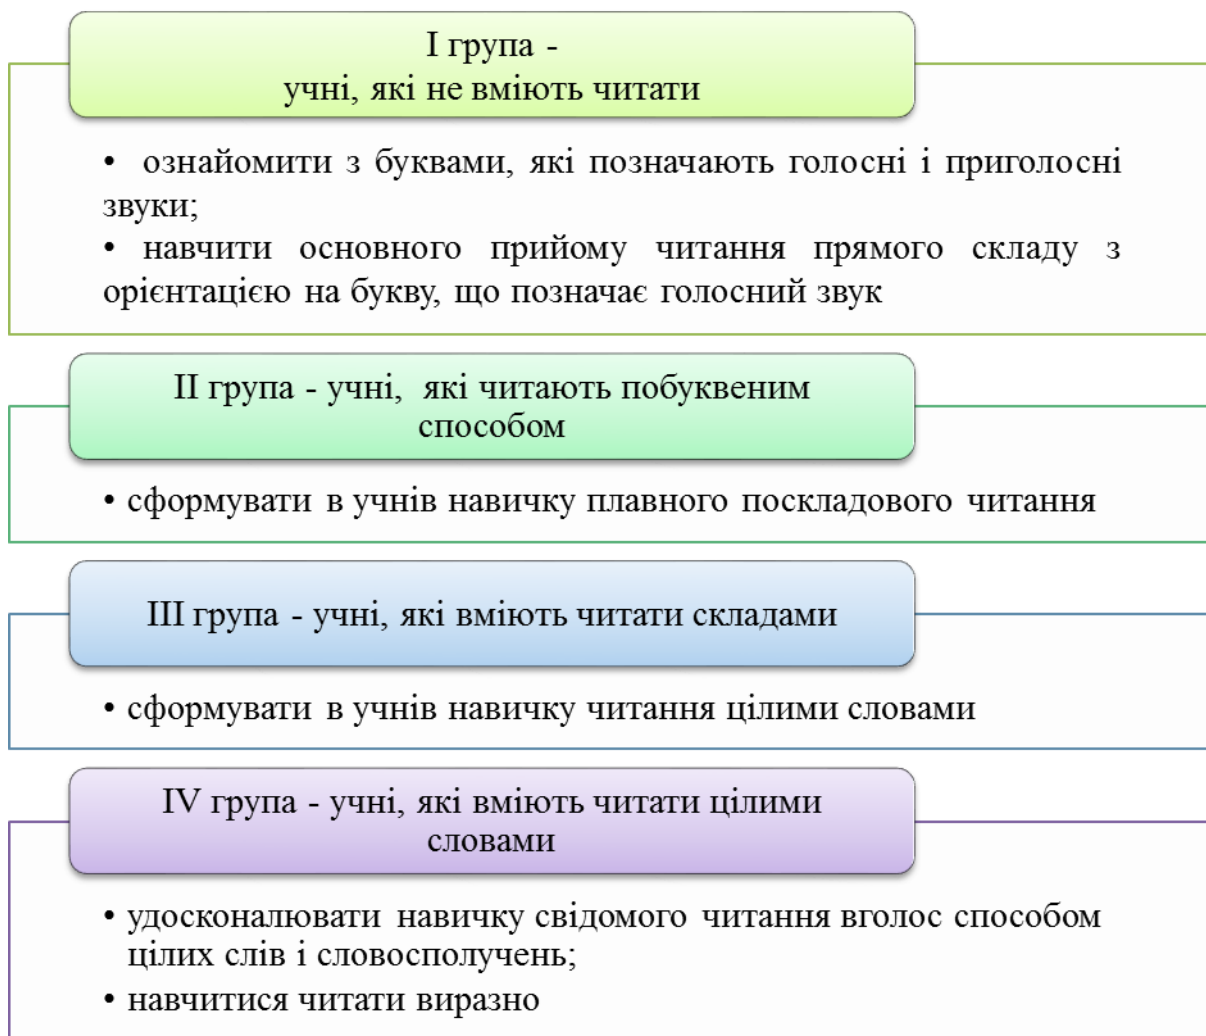 І група -
учні, які не вміють читати
• ознайомити з буквами, які позначають голосні і приголосні
звуки;
• навчити основного прийому читання прямого складу з
орієнтацією на букву, що позначає голосний звук
ІІ група - учні, які читають побуквеним
способом
• сформувати в учнів навичку плавного поскладового читання
ІІІ група - учні, які вміють читати складами
• сформувати в учнів навичку читання цілими словами
IV група - учні, які вміють читати цілими
словами
• удосконалювати навичку свідомого читання вголос способом
цілих слів і словосполучень;
• навчитися читати виразно